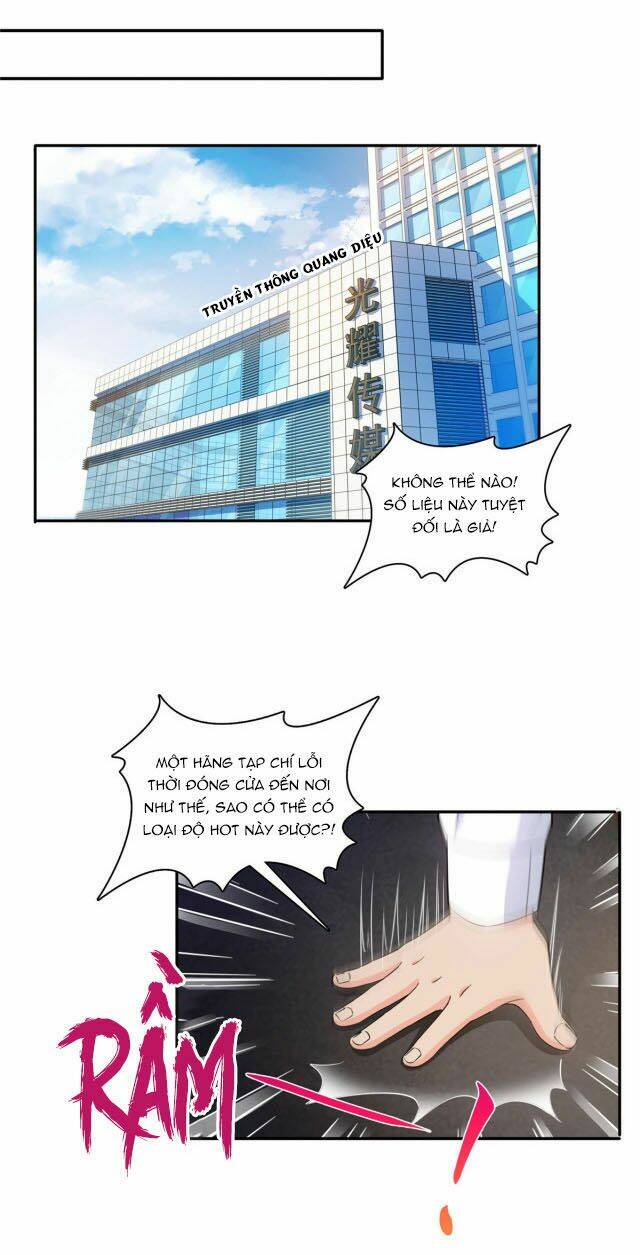 TRUYỀN THÔNG QUANG DIỆU
光耀传媒
KHÔNG THỂ NÀO!
SỐ LIỆU NÀY TUYỆT
ĐỐI LÀ GIẢ!
MỘT HÃNG TẠP CHÍ LỖI
THỜI ĐÓNG CỬA ĐẾN NƠI
NHƯ THẾ, SAO CÓ THỂ CÓ
LOẠI ĐỘ HOT NÀY ĐƯỢC?!
RẦM